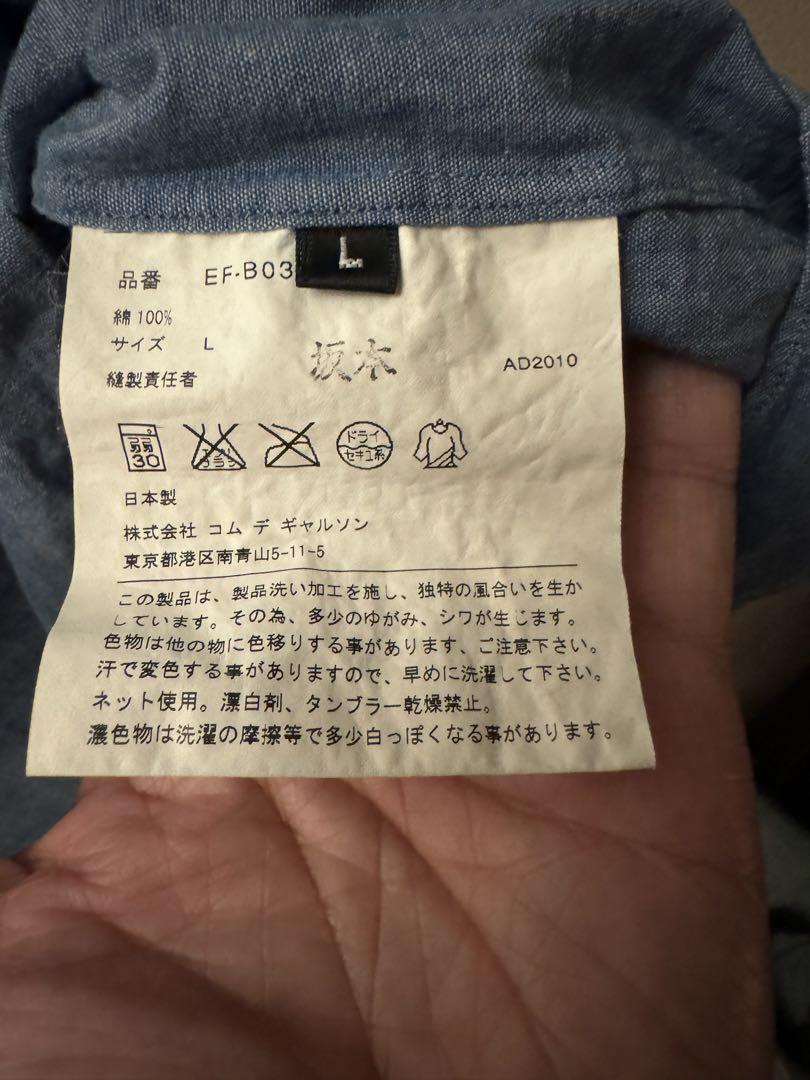 L
品番 EF-B03
綿100%
サイズ L
縫製責任者 坂本 AD2010
弱 30
ドライ
セキユ系
日本製
株式会社 コム デ ギャルソン
東京都港区南青山5-11-5
この製品は、製品洗い加工を施し、独特の風合いを生か
しています。その為、多少のゆがみ、シワが生じます。
色物は他の物に色移りする事があります、ご注意下さい。
汗で変色する事がありますので、早めに洗濯して下さい。
ネット使用。漂白剤、タンブラー乾燥禁止。
濃色物は洗濯の摩擦等で多少白っぽくなる事があります。